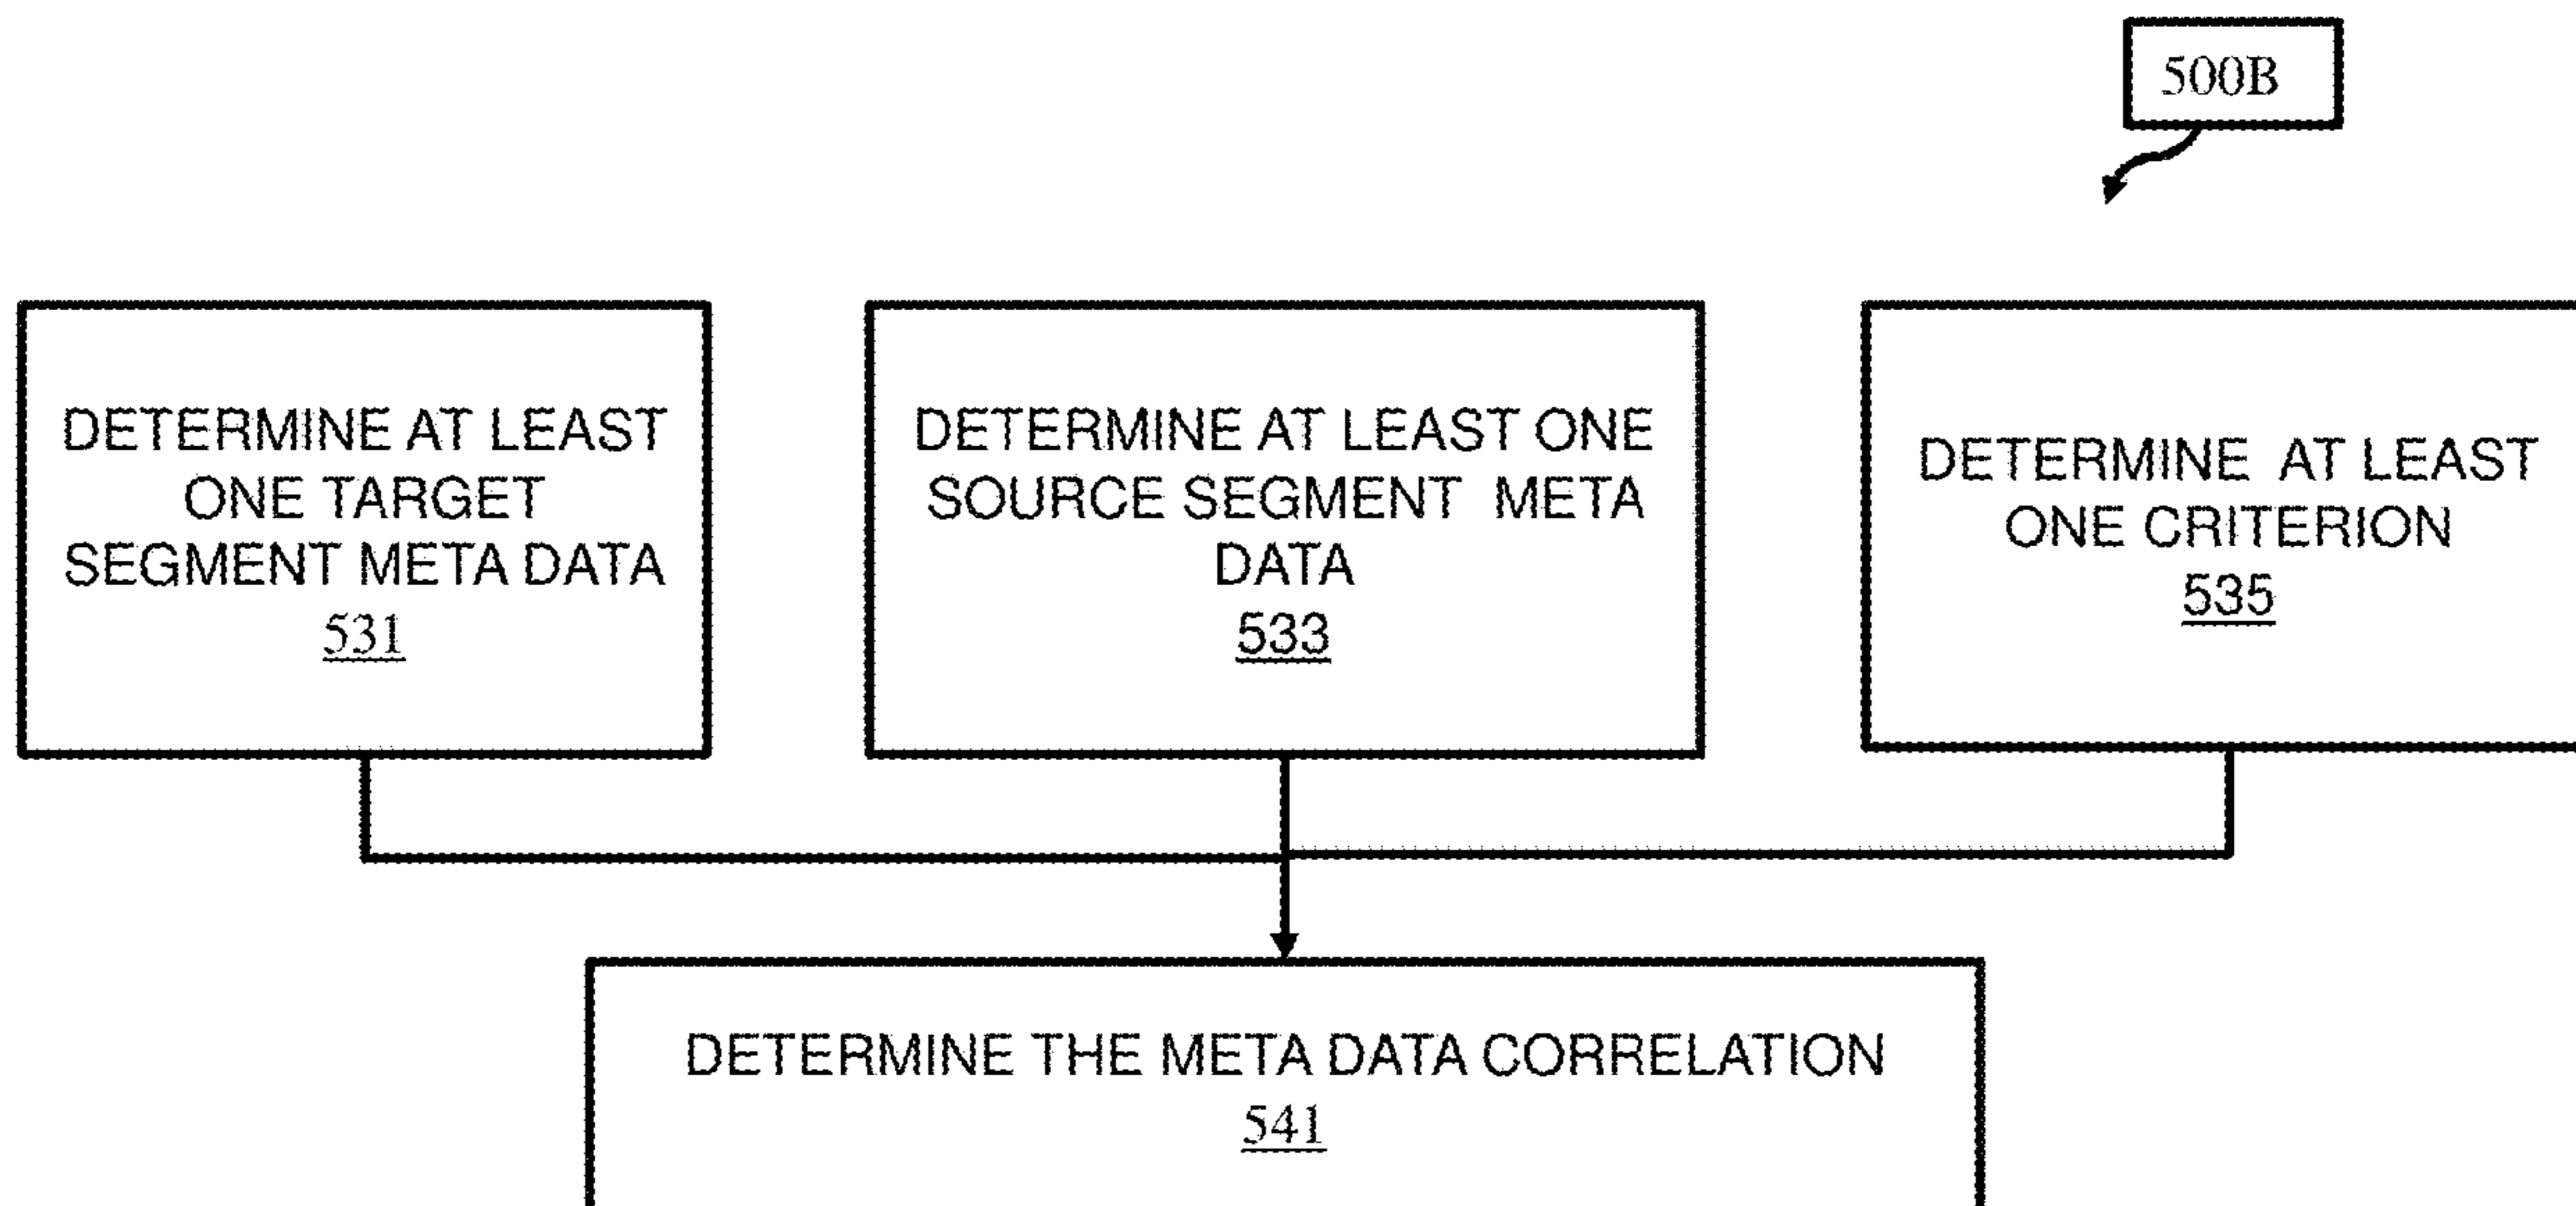 500B
DETERMINE AT LEAST
ONE TARGET
SEGMENT META DATA
531
DETERMINE AT LEAST ONE
SOURCE SEGMENT META
DATA
533
DETERMINE AT LEAST
ONE CRITERION
535
DETERMINE THE META DATA CORRELATION
541